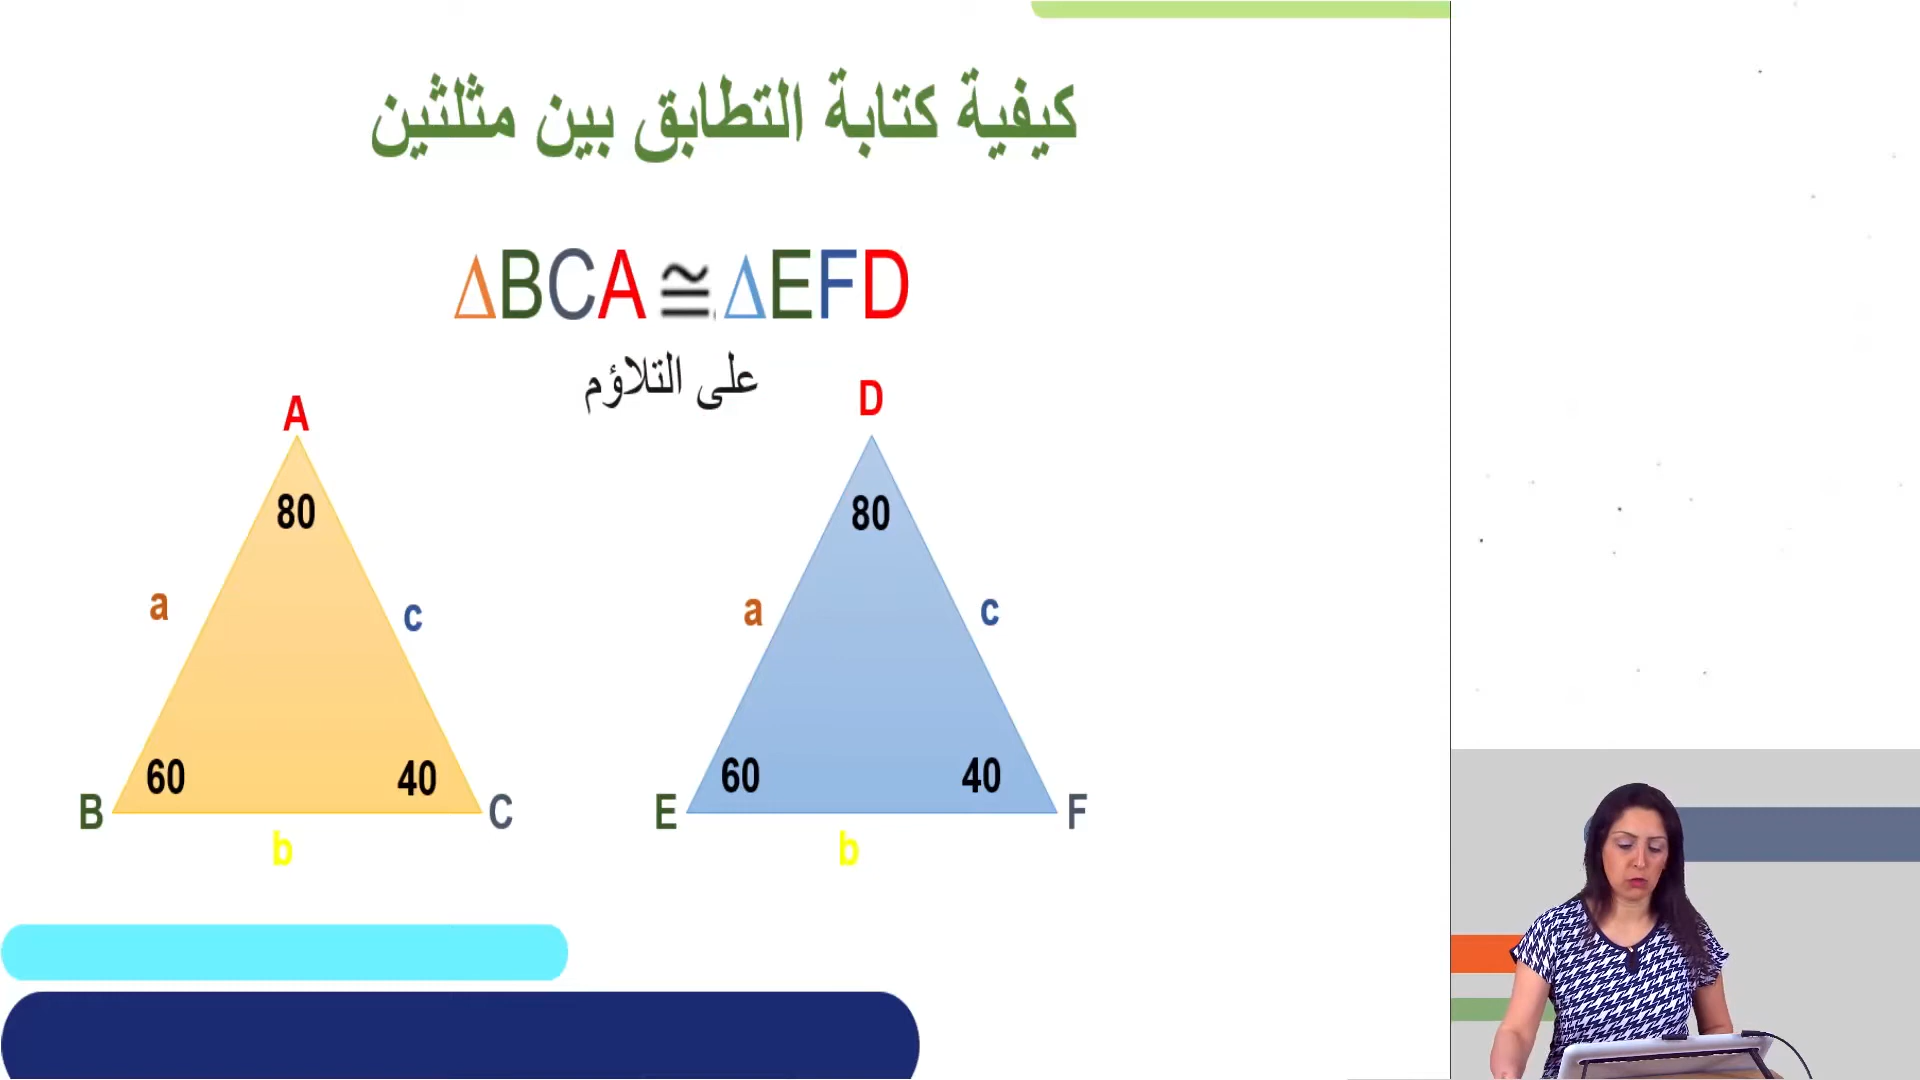 كيفية كتابة التطابق بين مثلثين
ΔBCA ≅ ΔEFD
على التلاؤم
A
D
80
80
a
c
a
c
60
40
60
40
B
C
E
F
b
b